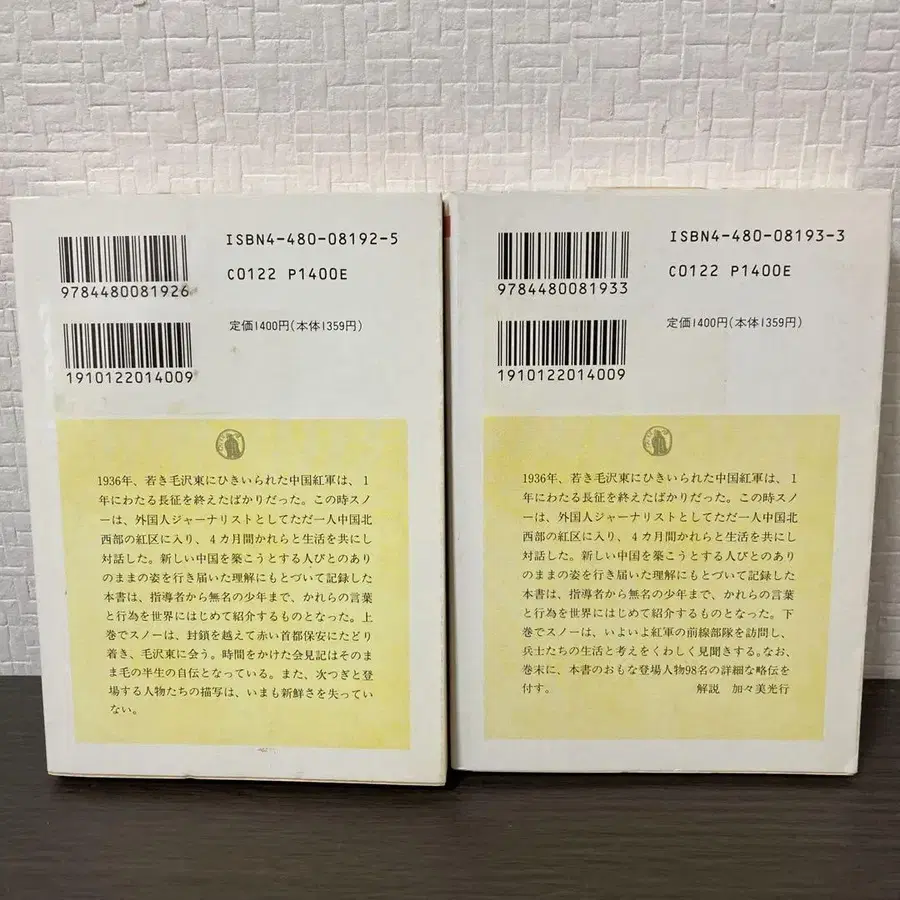 ISBN4-480-08192-5
9784480081926
C0122 P1400E
1910122014009
定価1400円(本体1359円)
1936年、若き毛沢東にひきいられた中国紅軍は、1
年にわたる長征を終えたばかりだった。この時スノ
ーは、外国人ジャーナリストとしてただ一人中国北
西部の紅区に入り、4カ月間かれらと生活を共にし
対話した。新しい中国を築こうとする人びとのあり
のままの姿を行き届いた理解にもとづいて記録した
本書は、指導者から無名の少年まで、かれらの言葉
と行為を世界にはじめて紹介するものとなった。上
巻でスノーは、封鎖を越えて赤い首都保安にたどり
着き、毛沢東に会う。時間をかけた会見記はそのま
ま毛の半生の自伝となっている。また、次つぎと登
場する人物たちの描写は、いまも新鮮さを失ってい
ない。
ISBN4-480-08193-3
9784480081933
C0122 P1400E
1910122014009
定価1400円(本体1359円)
1936年、若き毛沢東にひきいられた中国紅軍は、1
年にわたる長征を終えたばかりだった。この時スノ
ーは、外国人ジャーナリストとしてただ一人中国北
西部の紅区に入り、4カ月間かれらと生活を共にし
対話した。新しい中国を築こうとする人びとのあり
のままの姿を行き届いた理解にもとづいて記録した
本書は、指導者から無名の少年まで、かれらの言葉
と行為を世界にはじめて紹介するものとなった。下
巻でスノーは、いよいよ紅軍の前線部隊を訪問し、
兵士たちの生活と考えをくわしく見聞きする。なお、
巻末に、本書のおもな登場人物98名の詳細な略伝を
付す。 解説 加々美光行